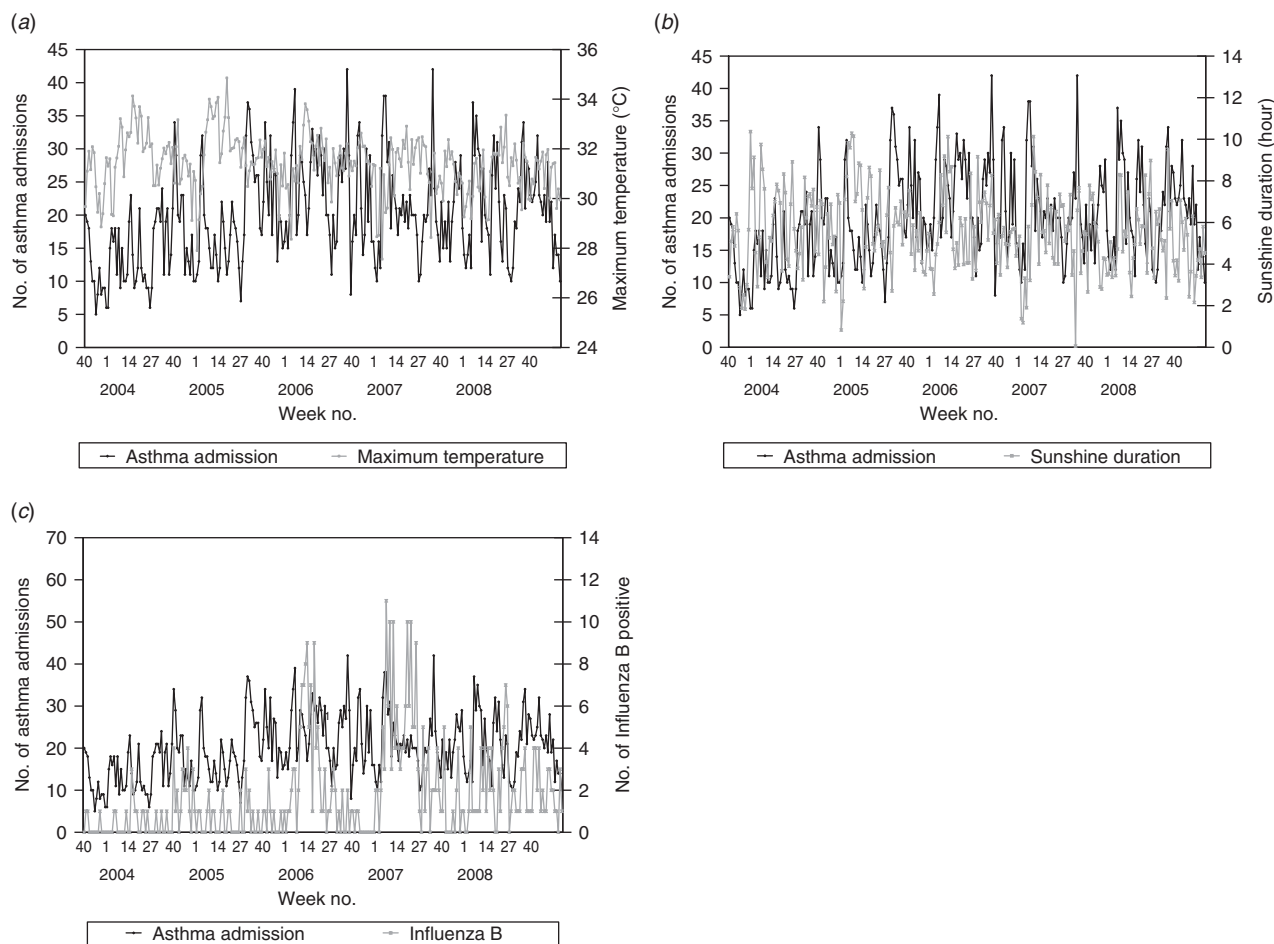 (a)
45
40
35
30
25
20
15
10
5
0
No. of asthma admissions
36
34
32
30
28
26
24
Maximum temperature (°C)
40 1 14 27 40 1 14 27 40 1 14 27 40 1 14 27 40 1 14 27 40
2004 2005 2006 2007 2008
Week no.
Asthma admission Maximum temperature
(b)
45
40
35
30
25
20
15
10
5
0
No. of asthma admissions
14
12
10
8
6
4
2
0
Sunshine duration (hour)
40 1 14 27 40 1 14 27 40 1 14 27 40 1 14 27 40 1 14 27 40
2004 2005 2006 2007 2008
Week no.
Asthma admission Sunshine duration
(c)
70
60
50
40
30
20
10
0
No. of asthma admissions
14
12
10
8
6
4
2
0
No. of Influenza B positive
40 1 14 27 40 1 14 27 40 1 14 27 40 1 14 27 40 1 14 27 40
2004 2005 2006 2007 2008
Week no.
Asthma admission Influenza B